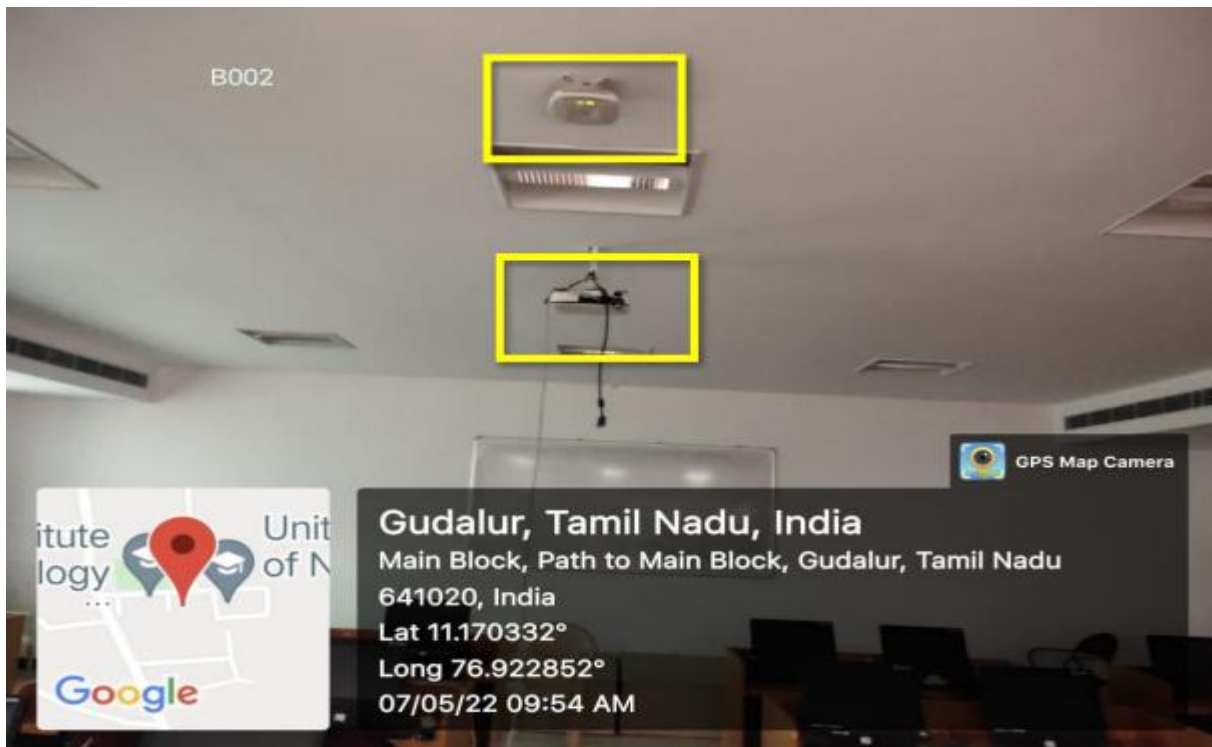 B002
GPS Map Camera
itute
logy
...
Unit
of N
Google
Gudalur, Tamil Nadu, India
Main Block, Path to Main Block, Gudalur, Tamil Nadu
641020, India
Lat 11.170332°
Long 76.922852°
07/05/22 09:54 AM